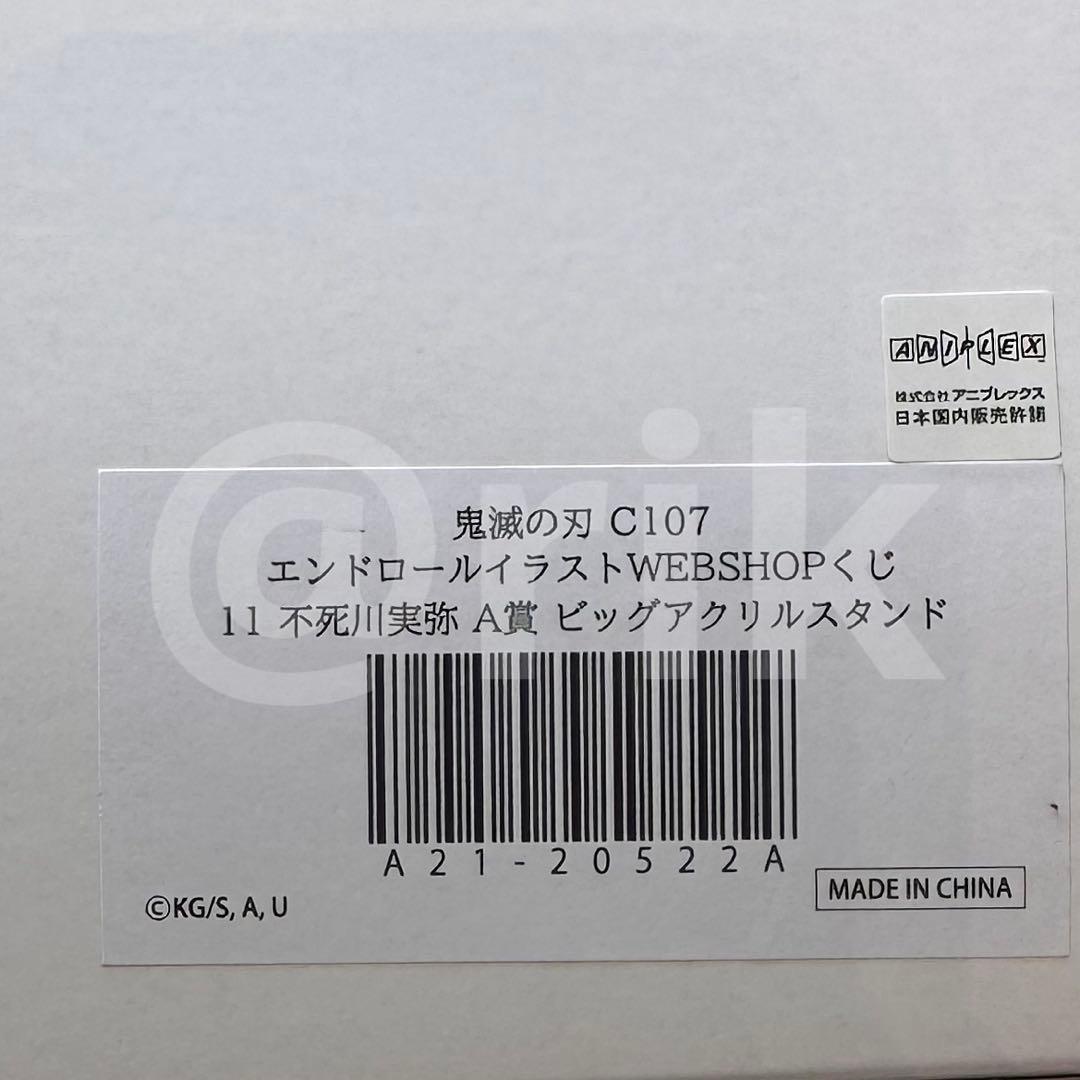 ANIPLEX
株式会社アニプレックス
日本国内販売許諾
@rik
鬼滅の刃 C107
エンドロールイラストWEBSHOPくじ
11 不死川実弥 A賞 ビッグアクリルスタンド
A21-20522A
©KG/S, A, U
MADE IN CHINA